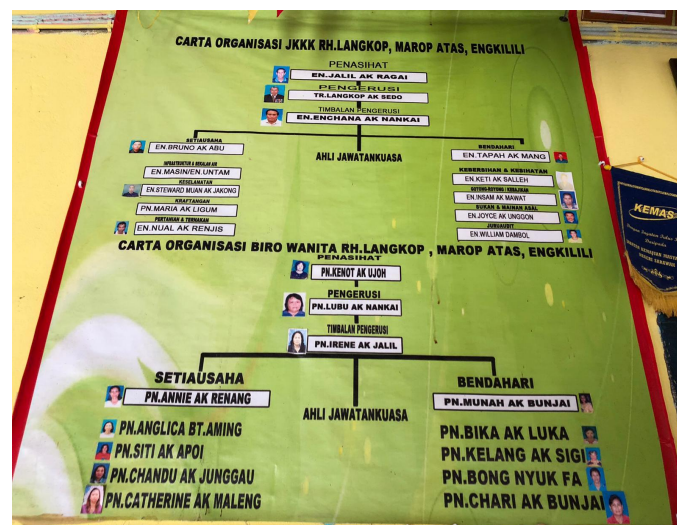 CARTA ORGANISASI JKKK RH.LANGKOP, MAROP ATAS, ENGKILILI
PENASIHAT
EN.JALIL AK RAGAI
PENGERUSI
TR.LANGKOP AK SEDO
TIMBALAN PENGERUSI
EN.ENCHANA AK NANKAI
SETIAUSAHA
EN.BRUNO AK ABU
AHLI JAWATANKUASA
BENDAHARI
EN.TAPAH AK MANG
INFRASTRUKTUR & BEKALAN AIR
EN.MASIN/EN.UNTAM
KESELAMATAN
EN.STEWARD MUAN AK JAKONG
KRAFTANGAN
PN.MARIA AK LIGUM
PERTANIAN & TERNAKAN
EN.NUAL AK RENJIS
KEBERSIHAN & KESIHATAN
EN.KETI AK SALLEH
GOTONG-ROYONG / KEBAJIKAN
EN.INSAM AK MAWAT
SUKAN & MAINAN ASAL
EN.JOYCE AK UNGGON
JURUAUDIT
EN.WILLIAM DAMBOL
CARTA ORGANISASI BIRO WANITA RH.LANGKOP , MAROP ATAS, ENGKILILI
PENASIHAT
PN.KENOT AK UJOH
PENGERUSI
PN.LUBU AK NANKAI
TIMBALAN PENGERUSI
PN.IRENE AK JALIL
SETIAUSAHA
PN.ANNIE AK RENANG
AHLI JAWATANKUASA
BENDAHARI
PN.MUNAH AK BUNJAI
PN.ANGLICA BT.AMING
PN.SITI AK APOI
PN.CHANDU AK JUNGGAU
PN.CATHERINE AK MALENG
PN.BIKA AK LUKA
PN.KELANG AK SIGI
PN.BONG NYUK FA
PN.CHARI AK BUNJAI
KEMAS